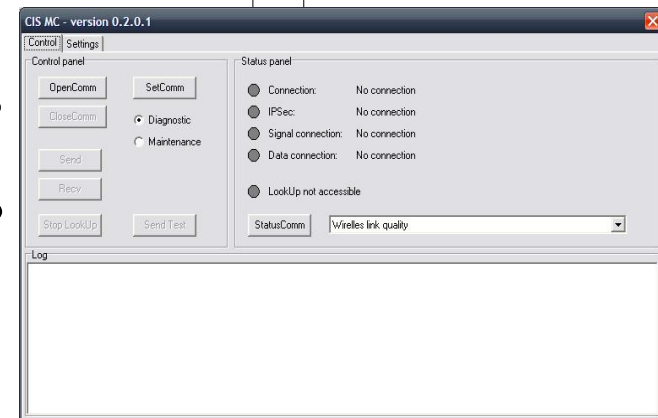 CIS MC - version 0.2.0.1
Control Settings
Control panel
OpenComm SetComm
CloseComm Diagnostic
Maintenance
Send
Recv
Stop LookUp Send Test
Status panel
Connection: No connection
IPSec: No connection
Signal connection: No connection
Data connection: No connection
LookUp not accessible
StatusComm Wirelles link quality
Log